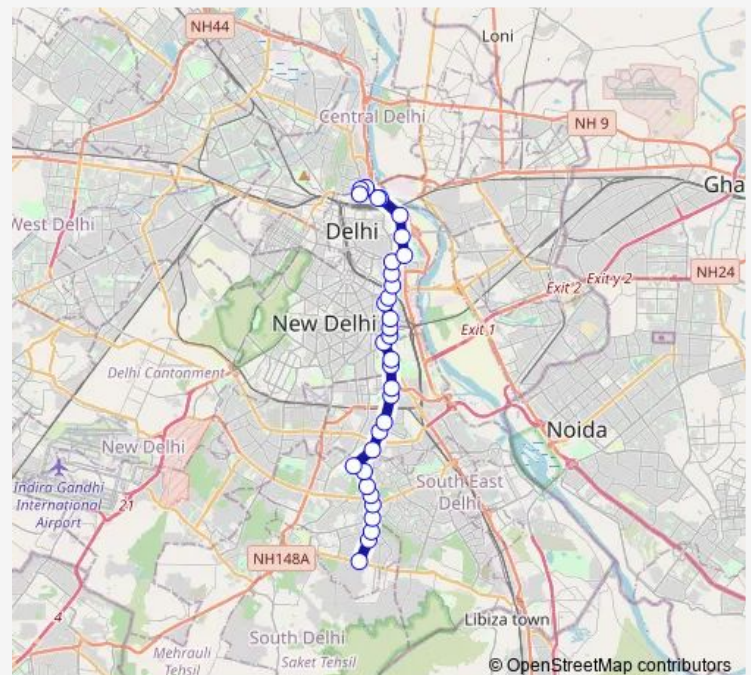 NH44
Loni
Central Delhi
NH 9
Gha
West Delhi
Delhi
NH24
Exit 2
Exit y 2
New Delhi
Exit 1
Delhi Cantonment
Noida
New Delhi
Indira Gandhi
International
Airport
21
South East
Delhi
NH148A
4
Libiza town
South Delhi
Mehrauli
Tehsil
Saket Tehsil
© OpenStreetMap contributors